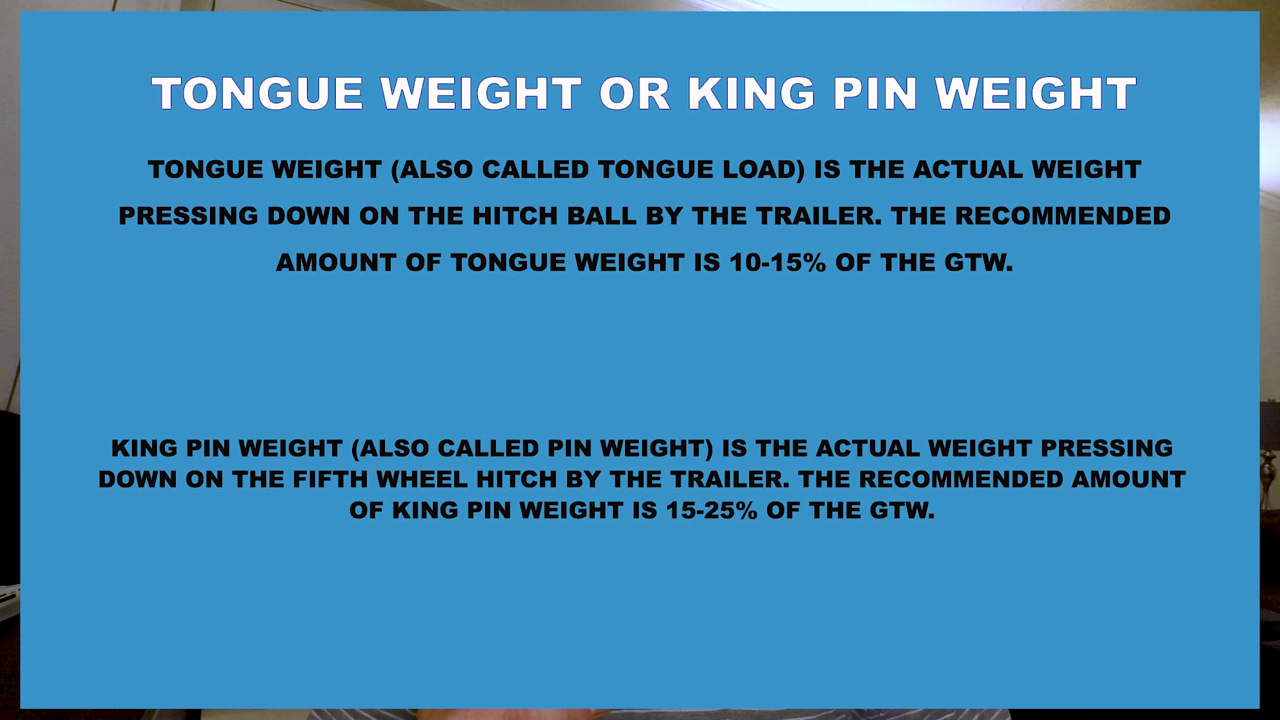 TONGUE WEIGHT OR KING PIN WEIGHT
TONGUE WEIGHT (ALSO CALLED TONGUE LOAD) IS THE ACTUAL WEIGHT
PRESSING DOWN ON THE HITCH BALL BY THE TRAILER. THE RECOMMENDED
AMOUNT OF TONGUE WEIGHT IS 10-15% OF THE GTW.
KING PIN WEIGHT (ALSO CALLED PIN WEIGHT) IS THE ACTUAL WEIGHT PRESSING
DOWN ON THE FIFTH WHEEL HITCH BY THE TRAILER. THE RECOMMENDED AMOUNT
OF KING PIN WEIGHT IS 15-25% OF THE GTW.